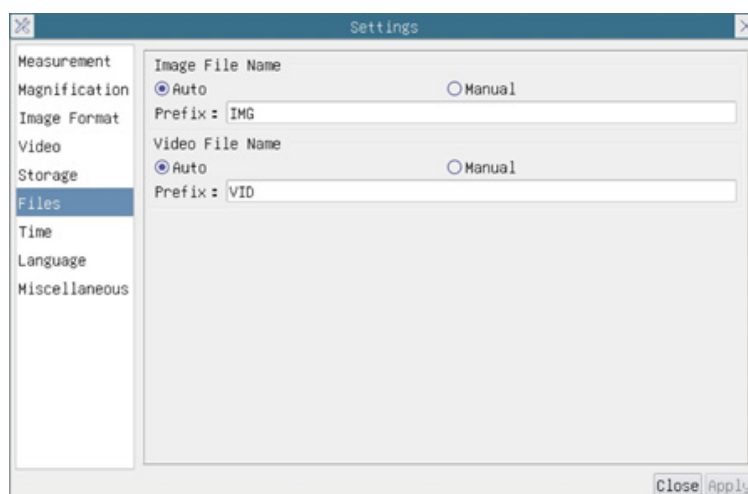 Settings
Measurement
Magnification
Image Format
Video
Storage
Files
Time
Language
Miscellaneous
Image File Name
Auto Manual
Prefix: IMG
Video File Name
Auto Manual
Prefix: VID
Close Apply